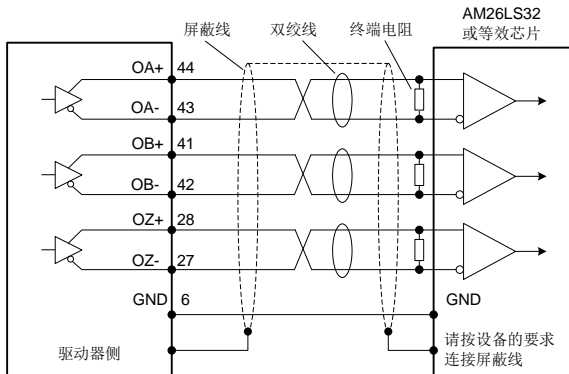 AM26LS32
或等效芯片
屏蔽线
双绞线
终端电阻
OA+ 44
OA- 43
OB+ 41
OB- 42
OZ+ 28
OZ- 27
GND 6
GND
驱动器侧
请按设备的要求
连接屏蔽线